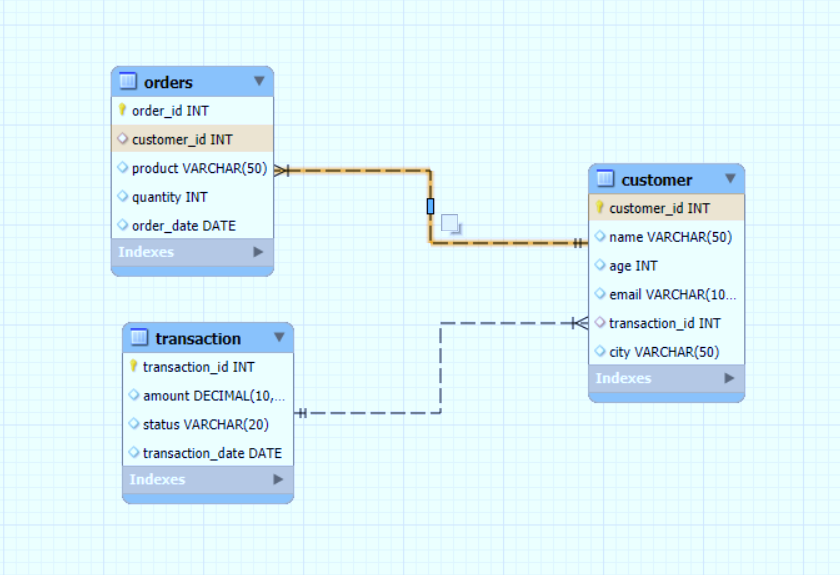 orders
order_id INT
customer_id INT
product VARCHAR(50)
quantity INT
order_date DATE
Indexes
customer
customer_id INT
name VARCHAR(50)
age INT
email VARCHAR(10...
transaction_id INT
city VARCHAR(50)
Indexes
transaction
transaction_id INT
amount DECIMAL(10,...
status VARCHAR(20)
transaction_date DATE
Indexes